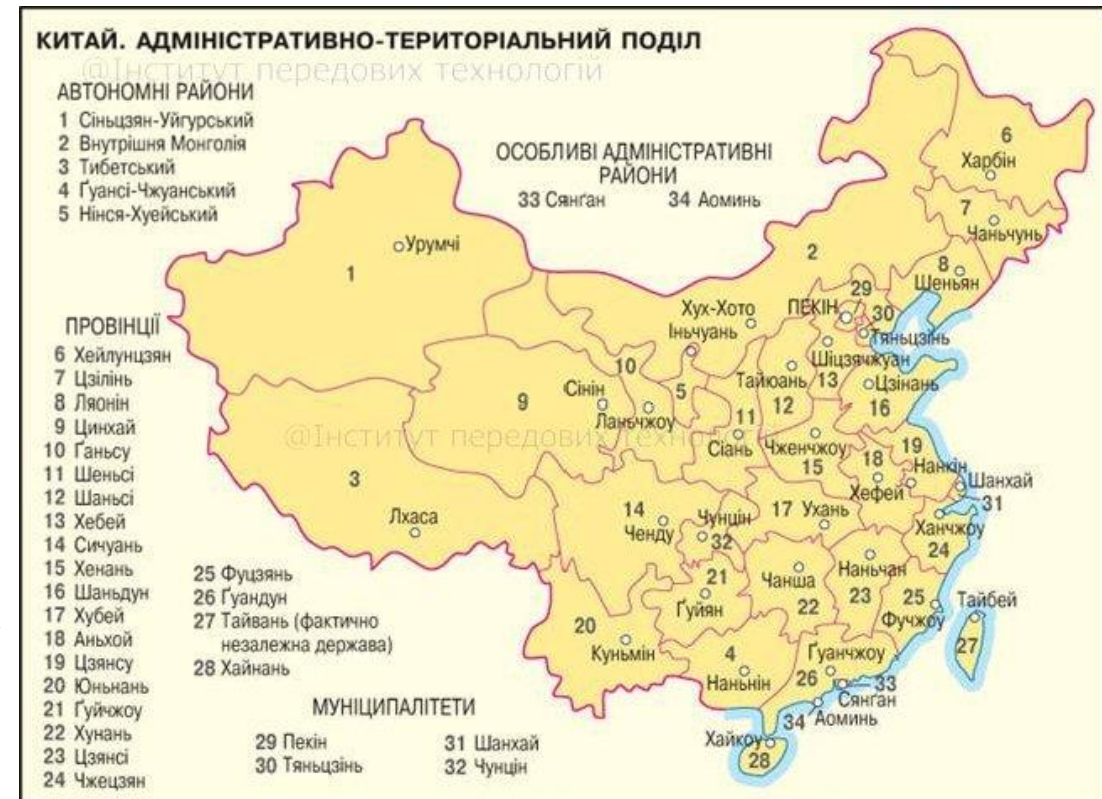 КИТАЙ. АДМІНІСТРАТИВНО-ТЕРИТОРІАЛЬНИЙ ПОДІЛ
@Інститут передових технологій
АВТОНОМНІ РАЙОНИ
1 Сіньцзян-Уйгурський
2 Внутрішня Монголія
3 Тибетський
4 Ґуансі-Чжуанський
5 Нінся-Хуейський
ОСОБЛИВІ АДМІНІСТРАТИВНІ
РАЙОНИ
33 Сянґан 34 Аоминь
ПРОВІНЦІЇ
6 Хейлунцзян
7 Цзілінь
8 Ляонін
9 Цинхай
10 Ґаньсу
11 Шеньсі
12 Шаньсі
13 Хебей
14 Сичуань
15 Хенань
16 Шаньдун
17 Хубей
18 Аньхой
19 Цзянсу
20 Юньнань
21 Ґуйчжоу
22 Хунань
23 Цзянсі
24 Чжецзян
25 Фуцзянь
26 Ґуандун
27 Тайвань (фактично
незалежна держава)
28 Хайнань
МУНІЦИПАЛІТЕТИ
29 Пекін
30 Тяньцзінь
31 Шанхай
32 Чунцін
6
Харбін
7
Чаньчунь
8
Шеньян
Урумчі
1
2
29
ПЕКІН
30
Тяньцзінь
Хух-Хото
Іньчуань
Шіцзячжуан
13
Тайюань
12
Цзінань
16
10
5
11
9
Сінін
Ланьчжоу
@Інститут передових технологій
Сіань
Чженчжоу
15
18
19
Нанкін
Хефей
Шанхай
31
3
Лхаса
14
Ченду
Чунцін
32
17
Ухань
Ханчжоу
24
21
Ґуйян
Чанша
22
Наньчан
23
25
Фучжоу
Тайбей
27
20
Куньмін
4
Наньнін
Ґуанчжоу
26
33
Сянґан
34
Аоминь
Хайкоу
28